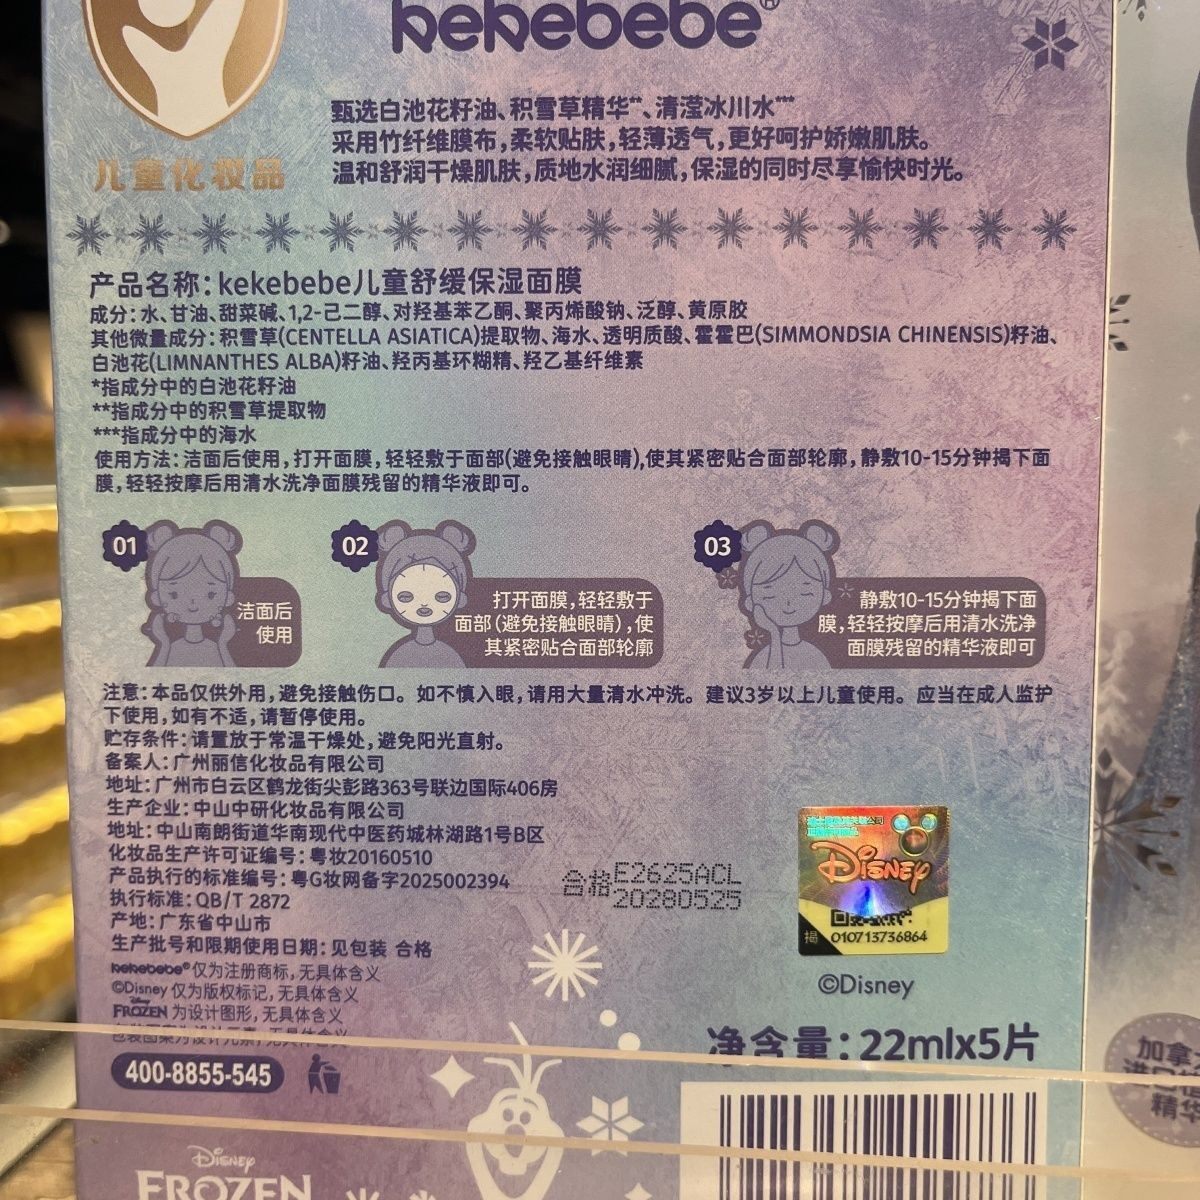 kekebebe®
儿童化妆品
甄选白池花籽油*、积雪草精华**、清滢冰川水***
采用竹纤维膜布,柔软贴肤,轻薄透气,更好呵护娇嫩肌肤。
温和舒润干燥肌肤,质地水润细腻,保湿的同时尽享愉快时光。
产品名称:kekebebe儿童舒缓保湿面膜
成分:水、甘油、甜菜碱、1,2-己二醇、对羟基苯乙酮、聚丙烯酸钠、泛醇、黄原胶
其他微量成分:积雪草(CENTELLA ASIATICA)提取物、海水、透明质酸、霍霍巴(SIMMONDSIA CHINENSIS)籽油、
白池花(LIMNANTHES ALBA)籽油、羟丙基环糊精、羟乙基纤维素
*指成分中的白池花籽油
**指成分中的积雪草提取物
***指成分中的海水
使用方法:洁面后使用,打开面膜,轻轻敷于面部(避免接触眼睛),使其紧密贴合面部轮廓,静敷10-15分钟揭下面
膜,轻轻按摩后用清水洗净面膜残留的精华液即可。
01
洁面后
使用
02
打开面膜,轻轻敷于
面部(避免接触眼睛),使
其紧密贴合面部轮廓
03
静敷10-15分钟揭下面
膜,轻轻按摩后用清水洗净
面膜残留的精华液即可
注意:本品仅供外用,避免接触伤口。如不慎入眼,请用大量清水冲洗。建议3岁以上儿童使用。应当在成人监护
下使用,如有不适,请暂停使用。
贮存条件:请置放于常温干燥处,避免阳光直射。
备案人:广州丽信化妆品有限公司
地址:广州市白云区鹤龙街尖彭路363号联边国际406房
生产企业:中山中研化妆品有限公司
地址:中山南朗街道华南现代中医药城林湖路1号B区
化妆品生产许可证编号:粤妆20160510
产品执行的标准编号:粤G妆网备字2025002394
执行标准:QB/T 2872
产地:广东省中山市
生产批号和限期使用日期:见包装 合格
合格 E2625ACL
20280525
Disney
揭
010713736864
©Disney
kekebebe®仅为注册商标,无具体含义
©Disney 仅为版权标记,无具体含义
Disney FROZEN 为设计图形,无具体含义
包装图案为设计元素,无具体含义
净含量:22mlx5片
400-8855-545
Disney
FROZEN
加拿
进口
精华